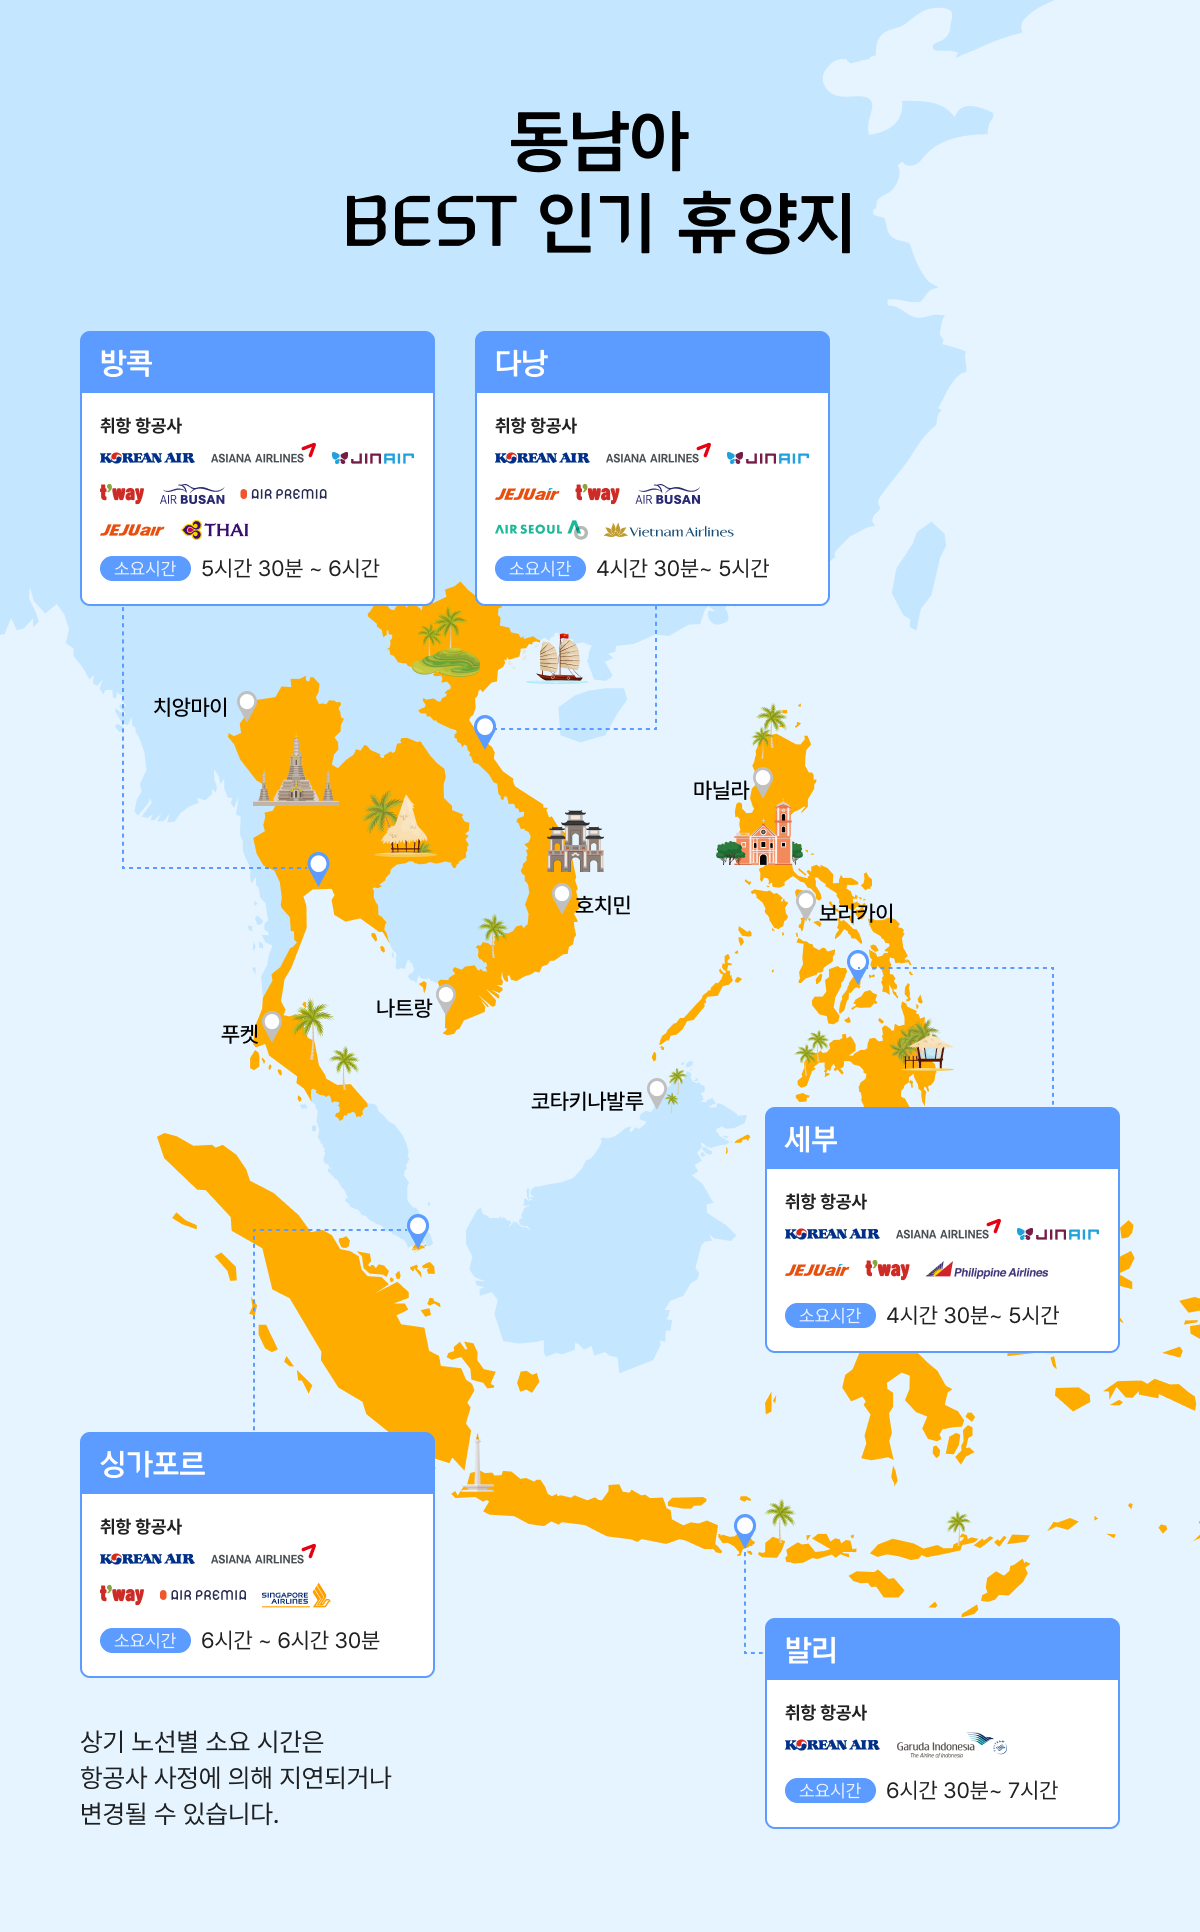 동남아
BEST 인기 휴양지
방콕
취항 항공사
KOREAN AIR ASIANA AIRLINES JINAIR
t'way AIR BUSAN AIR PREMIA
JEJUair THAI
소요시간 5시간 30분 ~ 6시간
다낭
취항 항공사
KOREAN AIR ASIANA AIRLINES JINAIR
JEJUair t'way AIR BUSAN
AIR SEOUL Vietnam Airlines
소요시간 4시간 30분~ 5시간
치앙마이
마닐라
호치민
보라카이
나트랑
푸켓
코타키나발루
세부
취항 항공사
KOREAN AIR ASIANA AIRLINES JINAIR
JEJUair t'way Philippine Airlines
소요시간 4시간 30분~ 5시간
싱가포르
취항 항공사
KOREAN AIR ASIANA AIRLINES
t'way AIR PREMIA SINGAPORE AIRLINES
소요시간 6시간 ~ 6시간 30분
발리
취항 항공사
KOREAN AIR Garuda Indonesia
The Airline of Indonesia
소요시간 6시간 30분~ 7시간
상기 노선별 소요 시간은
항공사 사정에 의해 지연되거나
변경될 수 있습니다.